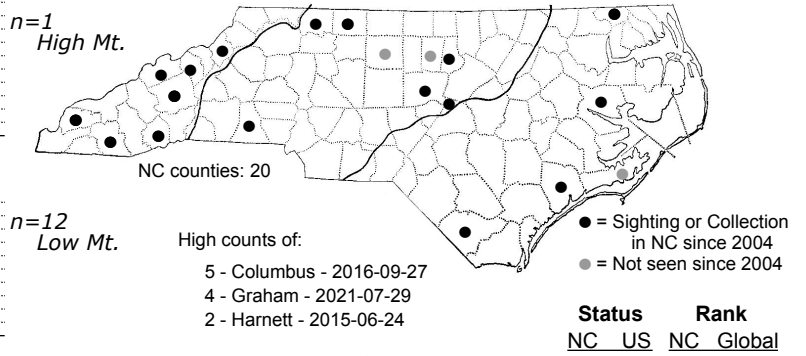 n=1
High Mt.
NC counties: 20
n=12
Low Mt.
High counts of:
5 - Columbus - 2016-09-27
4 - Graham - 2021-07-29
2 - Harnett - 2015-06-24
= Sighting or Collection
in NC since 2004
= Not seen since 2004
Status Rank
NC US NC Global